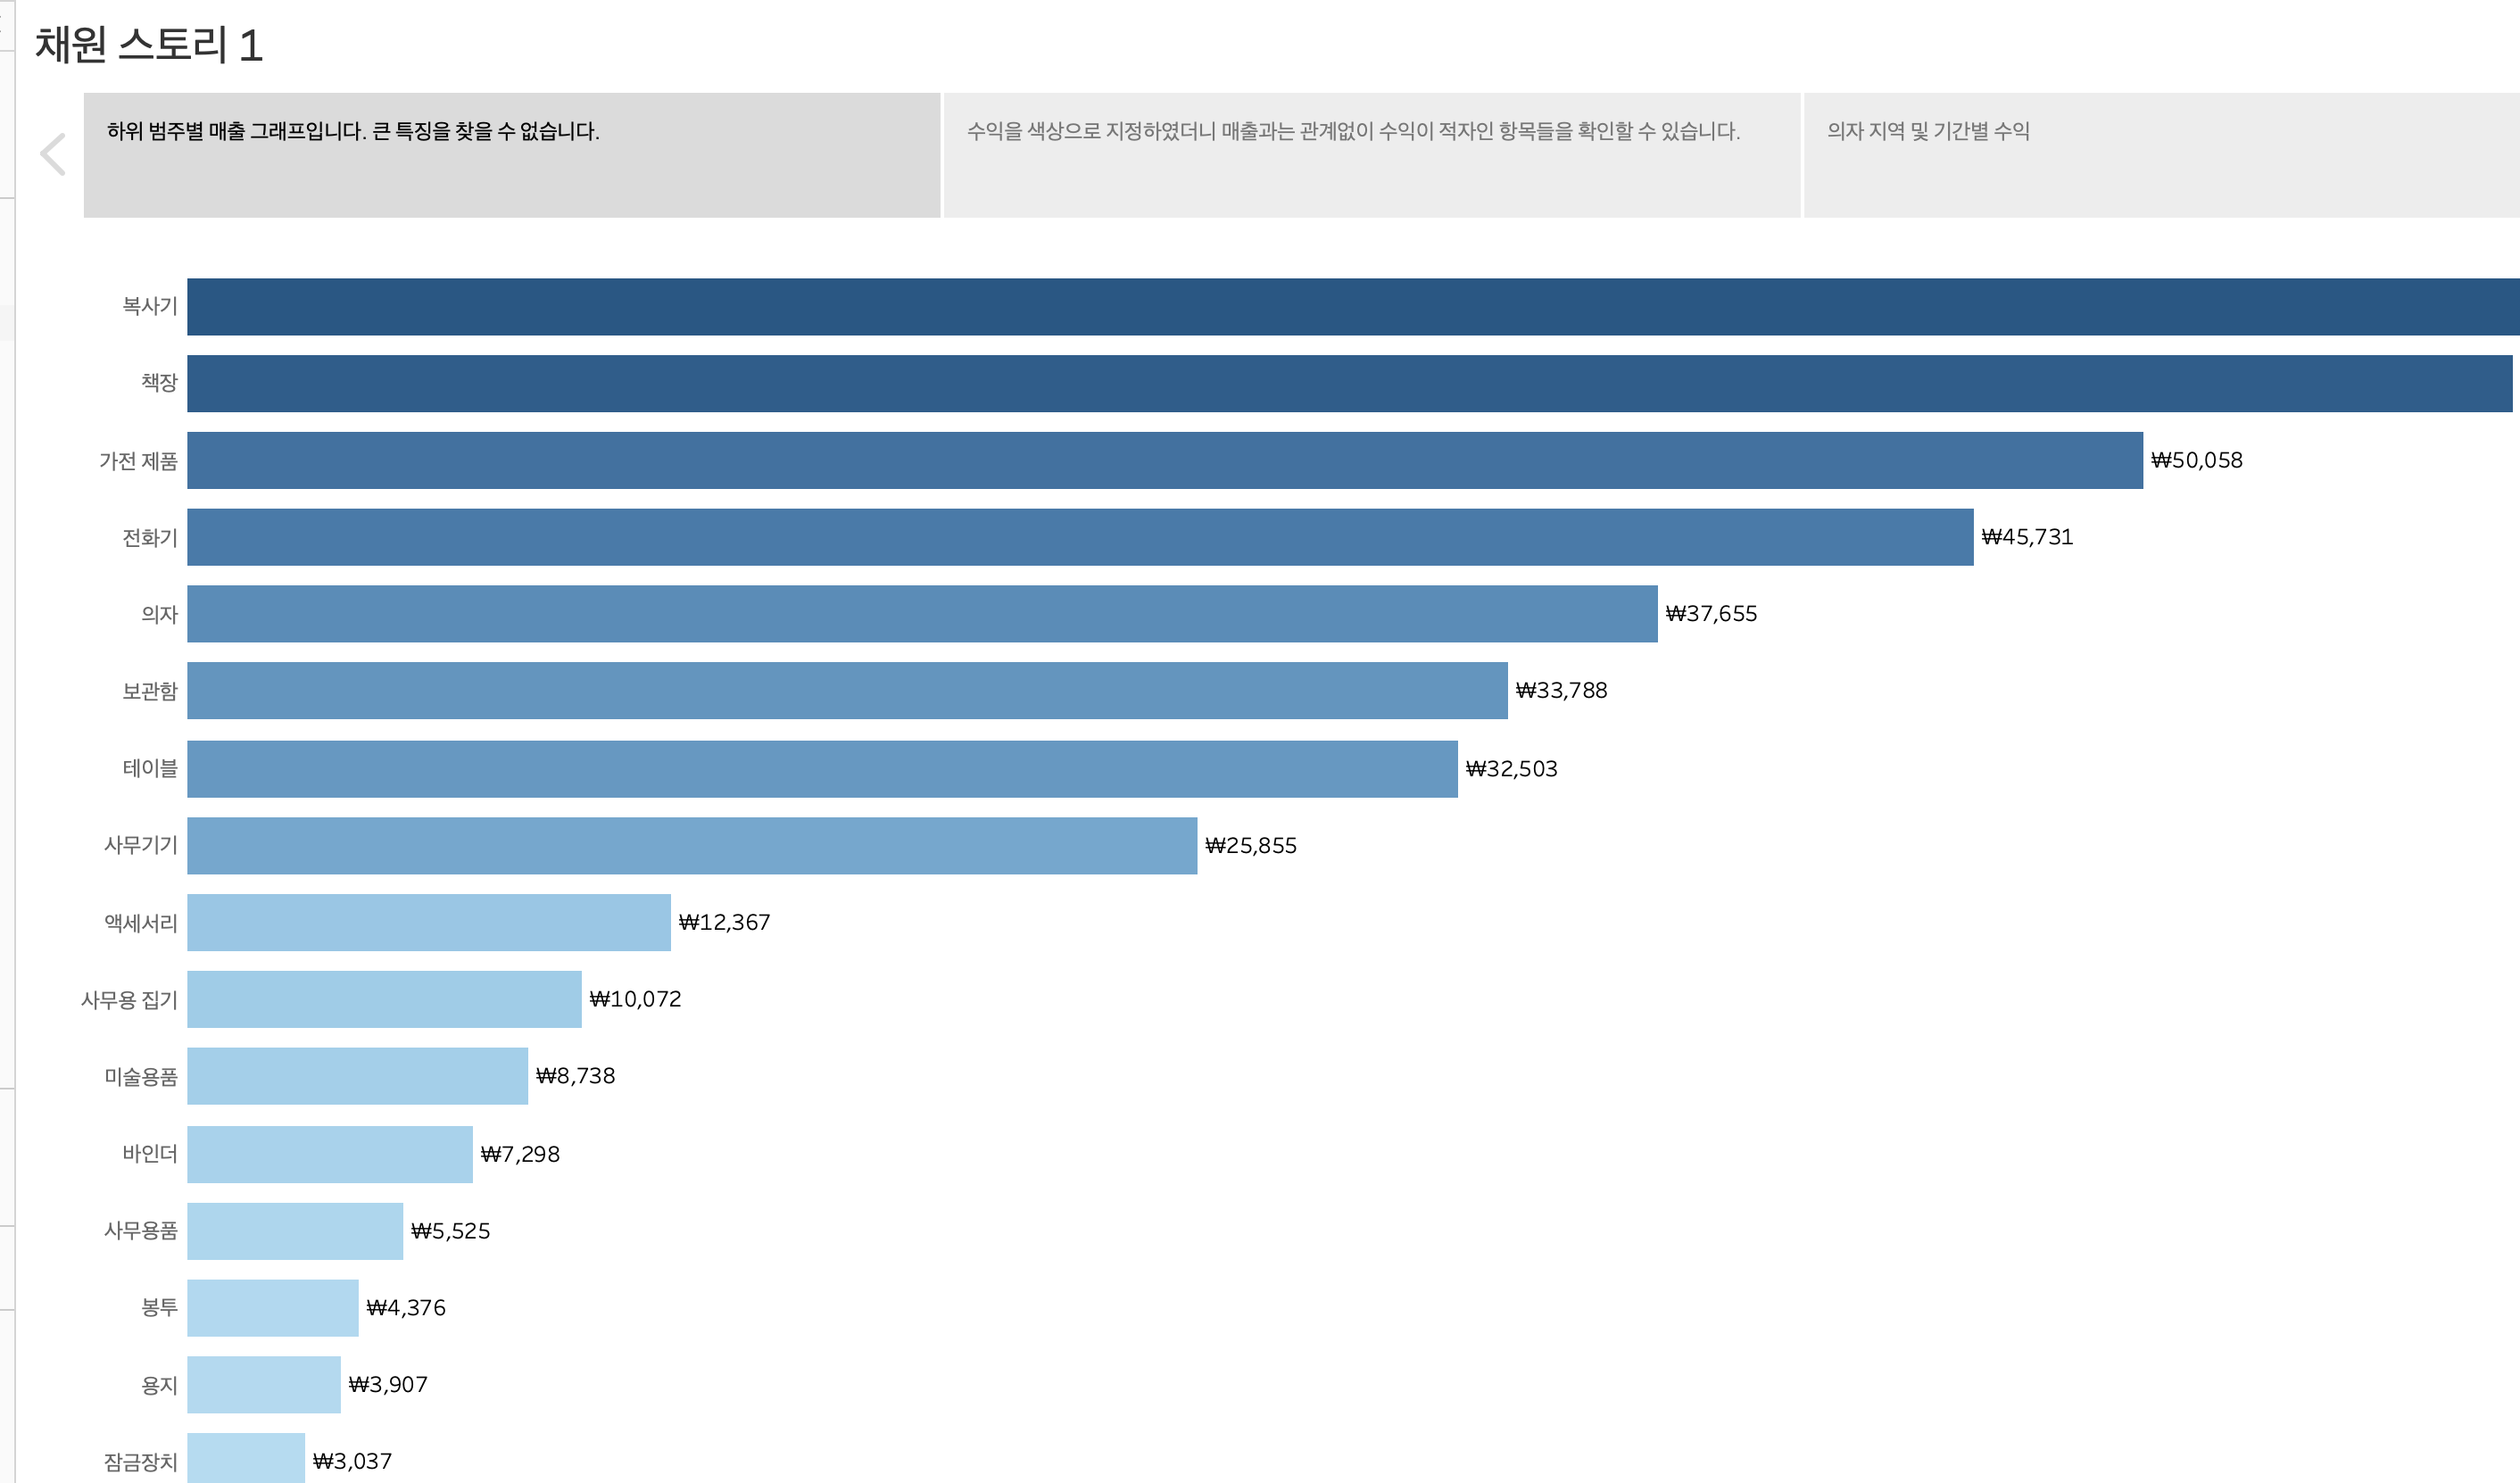 채원 스토리 1
하위 범주별 매출 그래프입니다. 큰 특징을 찾을 수 없습니다.
수익을 색상으로 지정하였더니 매출과는 관계없이 수익이 적자인 항목들을 확인할 수 있습니다.
의자 지역 및 기간별 수익
복사기
책장
가전 제품 ₩50,058
전화기 ₩45,731
의자 ₩37,655
보관함 ₩33,788
테이블 ₩32,503
사무기기 ₩25,855
액세서리 ₩12,367
사무용 집기 ₩10,072
미술용품 ₩8,738
바인더 ₩7,298
사무용품 ₩5,525
봉투 ₩4,376
용지 ₩3,907
잠금장치 ₩3,037